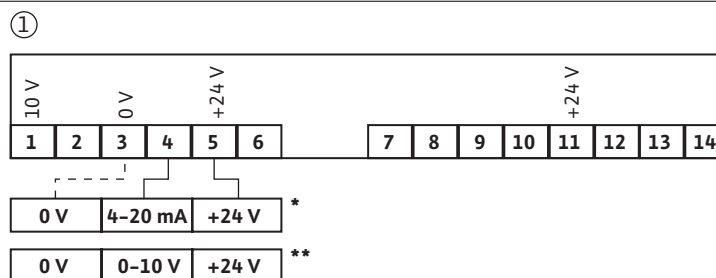 ①
10 V 0 V +24 V +24 V
1 2 3 4 5 6 7 8 9 10 11 12 13 14
0 V 4–20 mA +24 V *
0 V 0–10 V +24 V **